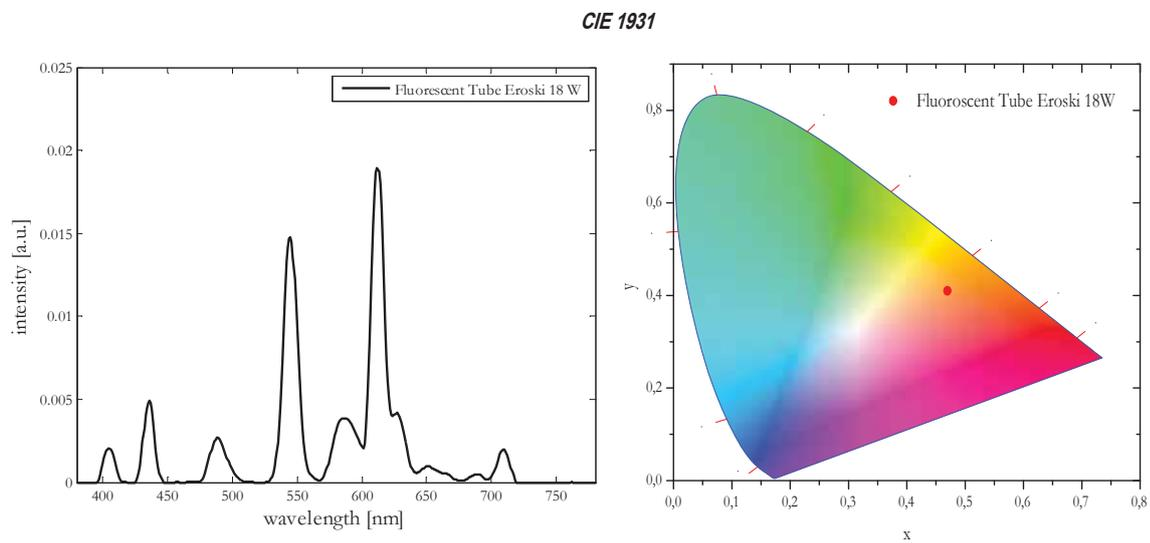 CIE 1931
0.025
0.02
0.015
0.01
0.005
0
400 450 500 550 600 650 700 750
intensity [a.u.]
wavelength [nm]
Fluorescent Tube Eroski 18 W
0,8
0,6
0,4
0,2
0,0
0,0 0,1 0,2 0,3 0,4 0,5 0,6 0,7 0,8
y
x
Fluoroscent Tube Eroski 18W